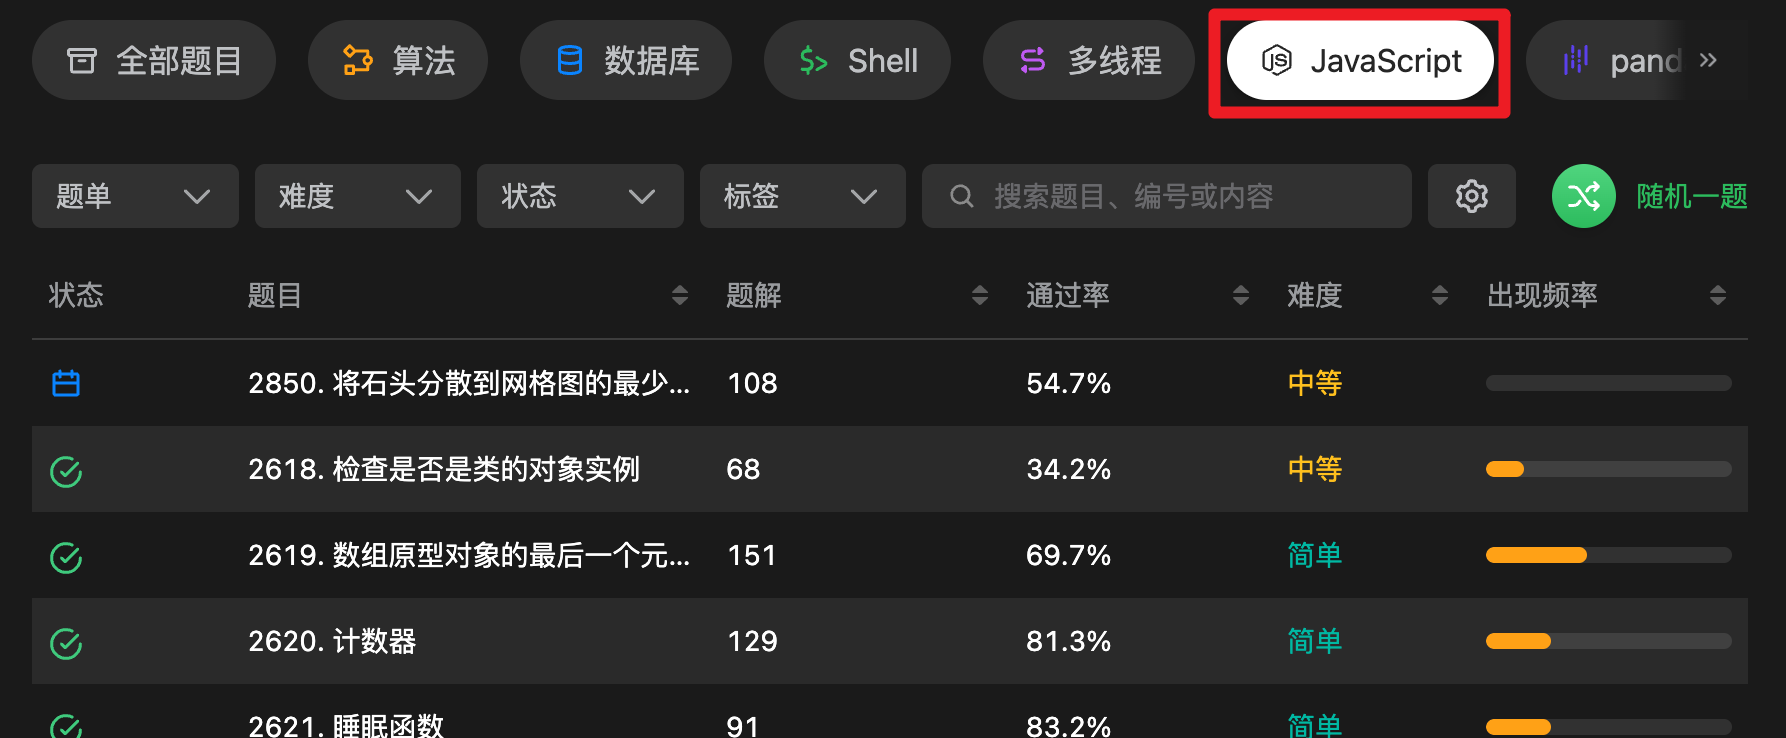 全部题目 算法 数据库 $> Shell 多线程 JS JavaScript pand »
题单 难度 状态 标签 搜索题目、编号或内容 随机一题
状态 题目 题解 通过率 难度 出现频率
2850. 将石头分散到网格图的最少... 108 54.7% 中等
2618. 检查是否是类的对象实例 68 34.2% 中等
2619. 数组原型对象的最后一个元... 151 69.7% 简单
2620. 计数器 129 81.3% 简单
2621. 睡眠函数 91 83.2% 简单